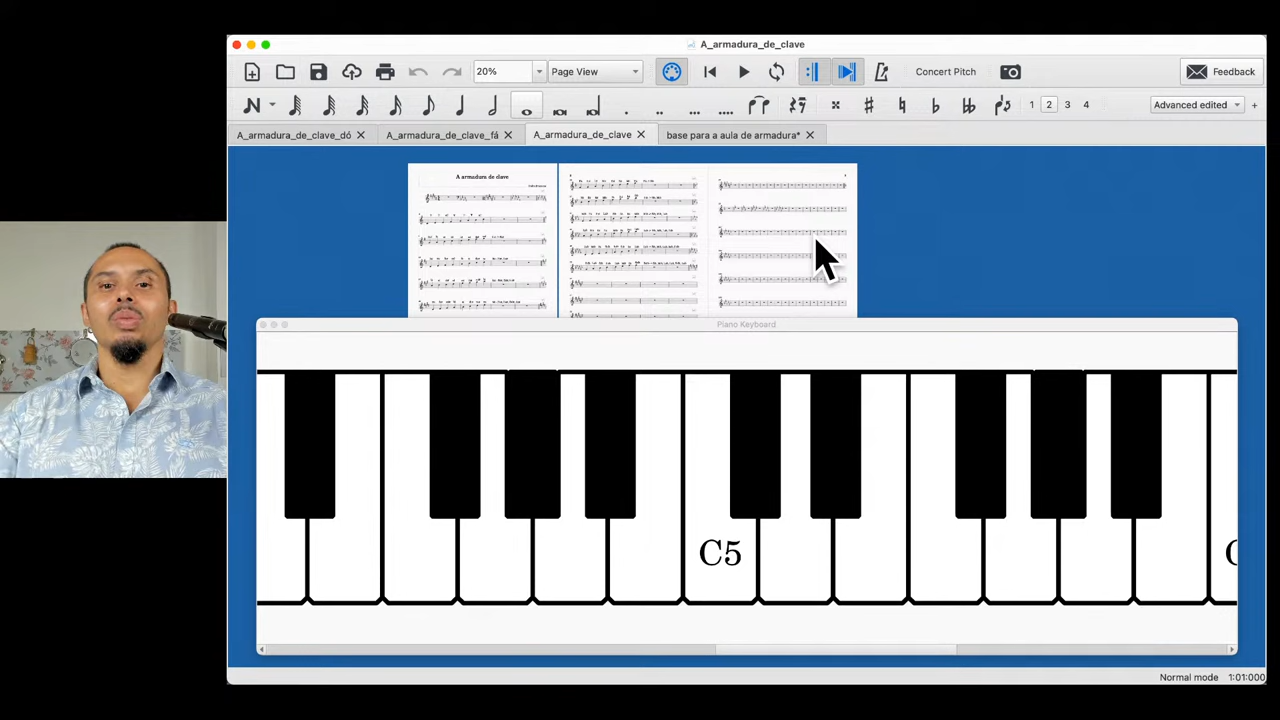 A_armadura_de_clave
20% Page View Concert Pitch Feedback
1 2 3 4 Advanced edited +
A_armadura_de_clave_dó A_armadura_de_clave_fá A_armadura_de_clave base para a aula de armadura*
A armadura de clave
Piano Keyboard
C5
Normal mode 1:01:000